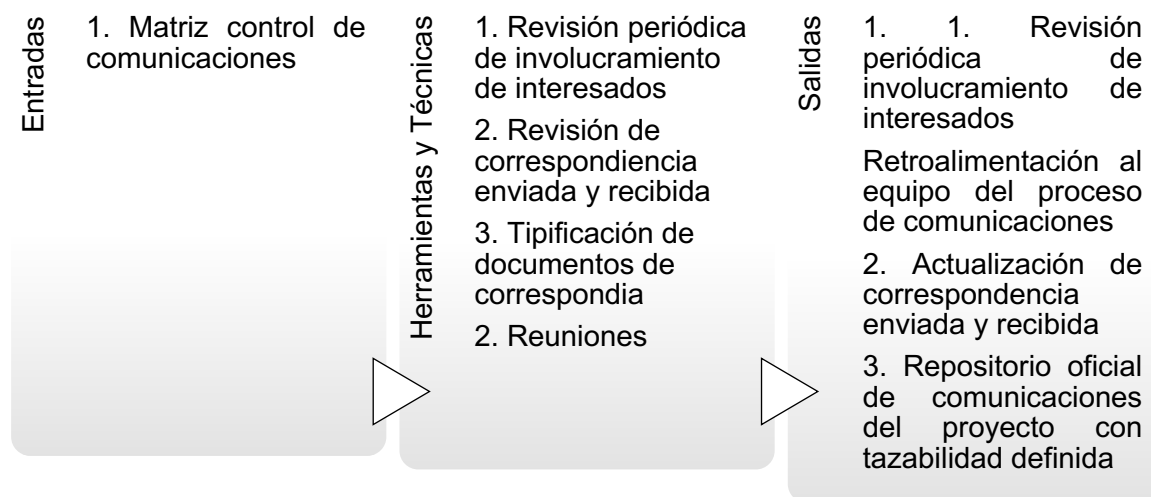 Entradas
1. Matriz control de
comunicaciones
Herramientas y Técnicas
1. Revisión periódica
de involucramiento
de interesados
2. Revisión de
correspondiencia
enviada y recibida
3. Tipificación de
documentos de
correspondia
2. Reuniones
Salidas
1. 1. Revisión
periódica de
involucramiento de
interesados
Retroalimentación al
equipo del proceso
de comunicaciones
2. Actualización de
correspondencia
enviada y recibida
3. Repositorio oficial
de comunicaciones
del proyecto con
tazabilidad definida